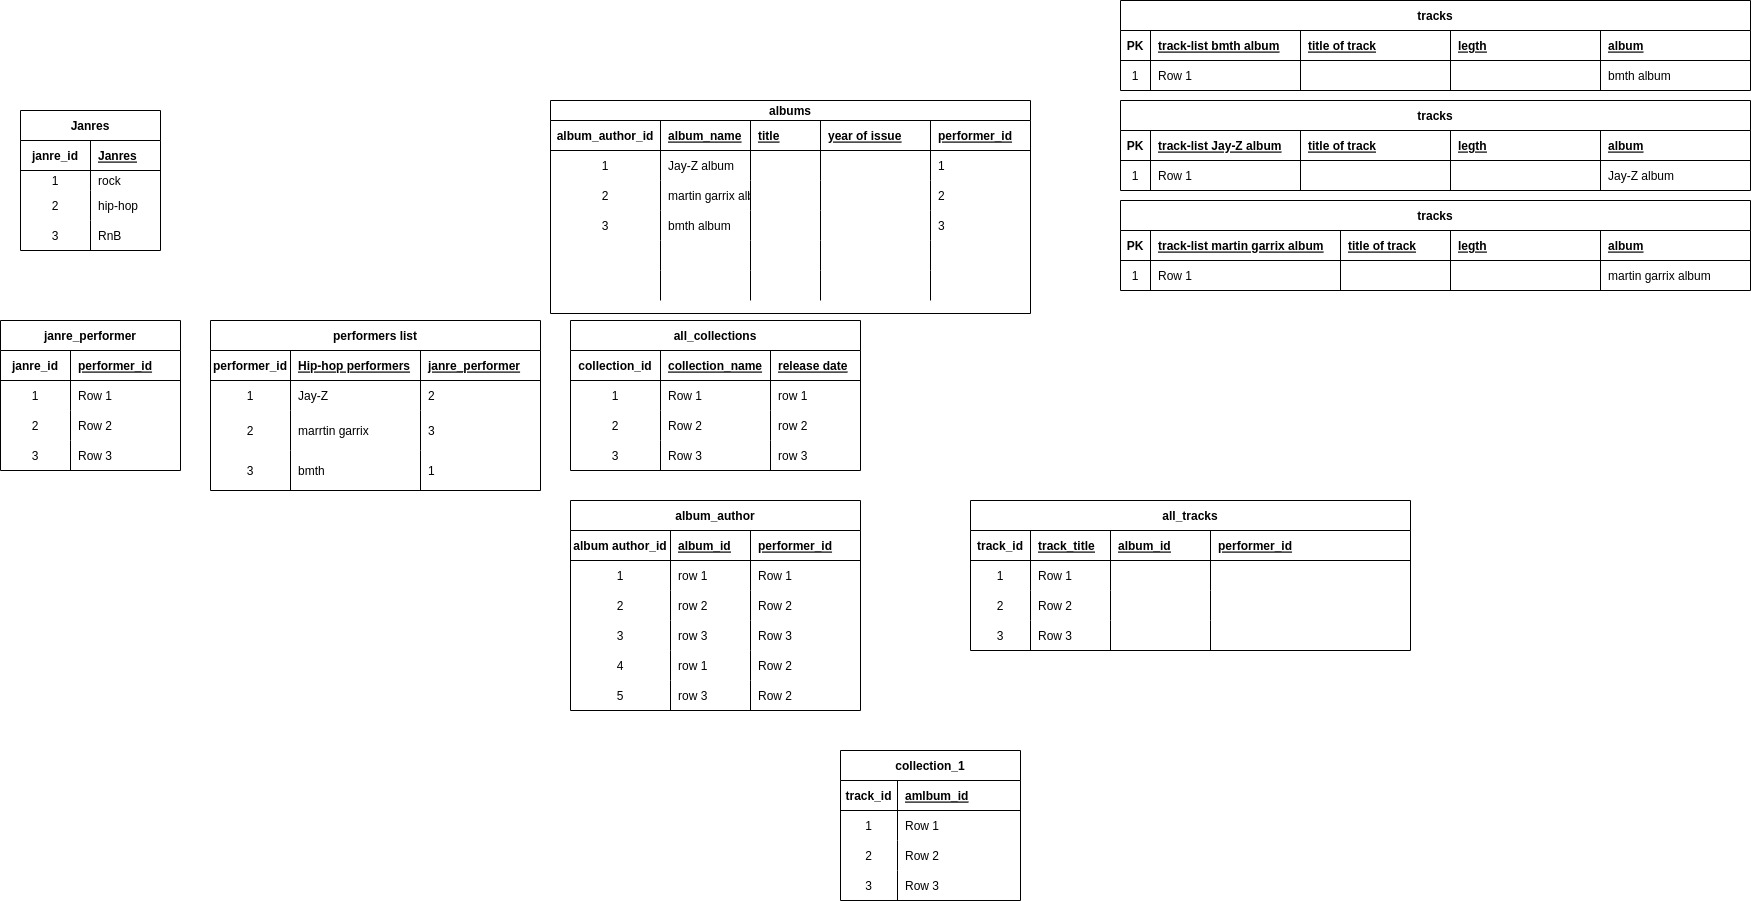 tracks
PK track-list bmth album title of track legth album
1 Row 1 bmth album
tracks
PK track-list Jay-Z album title of track legth album
1 Row 1 Jay-Z album
tracks
PK track-list martin garrix album title of track legth album
1 Row 1 martin garrix album
albums
album_author_id album_name title year of issue performer_id
1 Jay-Z album 1
2 martin garrix alb 2
3 bmth album 3
Janres
janre_id Janres
1 rock
2 hip-hop
3 RnB
janre_performer
janre_id performer_id
1 Row 1
2 Row 2
3 Row 3
performers list
performer_id Hip-hop performers janre_performer
1 Jay-Z 2
2 marrtin garrix 3
3 bmth 1
all_collections
collection_id collection_name release date
1 Row 1 row 1
2 Row 2 row 2
3 Row 3 row 3
album_author
album author_id album_id performer_id
1 row 1 Row 1
2 row 2 Row 2
3 row 3 Row 3
4 row 1 Row 2
5 row 3 Row 2
all_tracks
track_id track_title album_id performer_id
1 Row 1
2 Row 2
3 Row 3
collection_1
track_id amlbum_id
1 Row 1
2 Row 2
3 Row 3